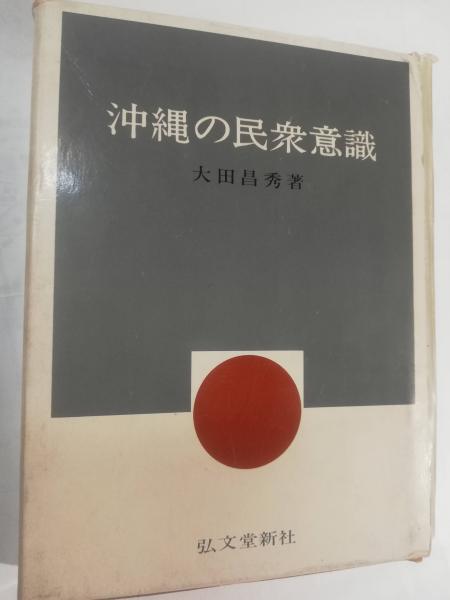 沖縄の民衆意識
大田昌秀著
弘文堂新社